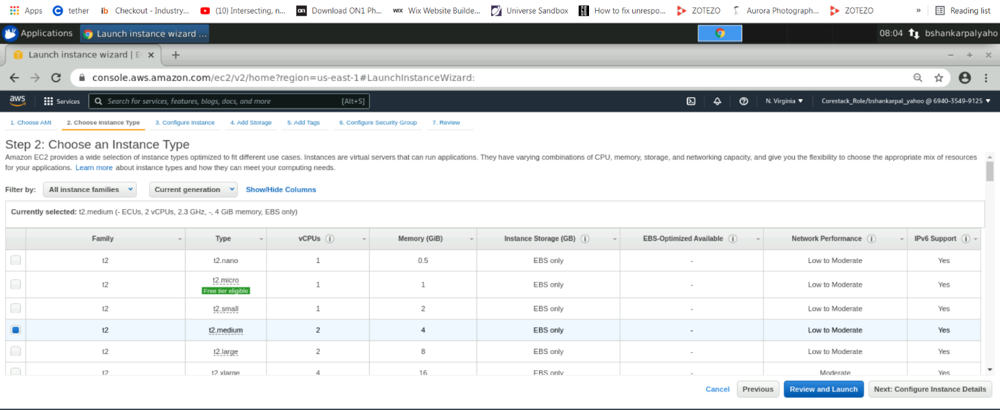 Apps tether ib Checkout - Industry... (10) Intersecting, n... ON1 Download ON1 Ph... WIX Wix Website Builde... Universe Sandbox How to fix unrespo... ZOTEZO Aurora Photograph... ZOTEZO » Reading list
Applications Launch instance wizard ... 08:04 bshankarpalyaho
Launch instance wizard | E × +
console.aws.amazon.com/ec2/v2/home?region=us-east-1#LaunchInstanceWizard:
aws Services Search for services, features, blogs, docs, and more [Alt+S] N. Virginia Corestack_Role/bshankarpal_yahoo @ 6940-3549-9125
1. Choose AMI 2. Choose Instance Type 3. Configure Instance 4. Add Storage 5. Add Tags 6. Configure Security Group 7. Review
Step 2: Choose an Instance Type
Amazon EC2 provides a wide selection of instance types optimized to fit different use cases. Instances are virtual servers that can run applications. They have varying combinations of CPU, memory, storage, and networking capacity, and give you the flexibility to choose the appropriate mix of resources
for your applications. Learn more about instance types and how they can meet your computing needs.
Filter by: All instance families Current generation Show/Hide Columns
Currently selected: t2.medium (- ECUs, 2 vCPUs, 2.3 GHz, -, 4 GiB memory, EBS only)
Family Type vCPUs Memory (GiB) Instance Storage (GB) EBS-Optimized Available Network Performance IPv6 Support
t2 t2.nano 1 0.5 EBS only - Low to Moderate Yes
t2 t2.micro 1 1 EBS only - Low to Moderate Yes
Free tier eligible
t2 t2.small 1 2 EBS only - Low to Moderate Yes
t2 t2.medium 2 4 EBS only - Low to Moderate Yes
t2 t2.large 2 8 EBS only - Low to Moderate Yes
t2 t2.xlarge 4 16 EBS only - Moderate Yes
Cancel Previous Review and Launch Next: Configure Instance Details